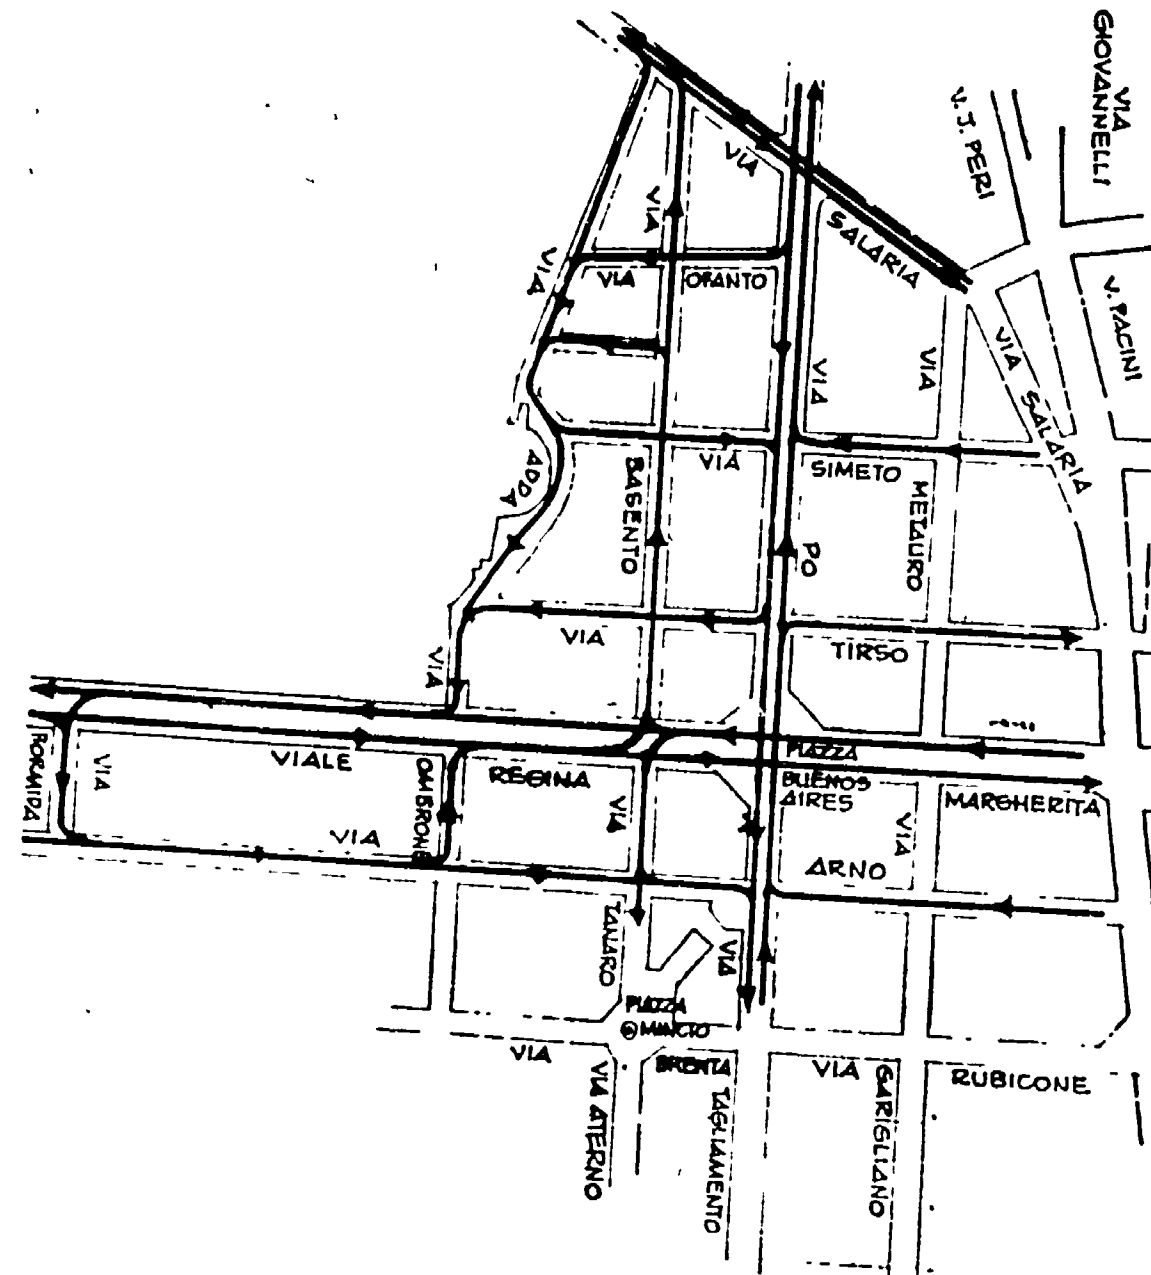 VIA
GIOVANNELLI
V. J. PERI
VIA
SALARIA
VIA
VIA
VIA
OFANTO
V. PACINI
VIA
SALARIA
VIA
VIA
ADDA
BASENTO
VIA
SIMETO
METAURO
PO
VIA
TIRSO
VIA
VIALE
REGINA
MARGHERITA
PIAZZA
BUENOS
AIRES
VIA
BORMIDA
OMBRONE
VIA
VIA
VIA
ARNO
TANARO
VIA
PIAZZA
MINCIO
VIA
BRENTA
VIA
RUBICONE
VIA ATERNO
TAGLIAMENTO
GARIGLIANO